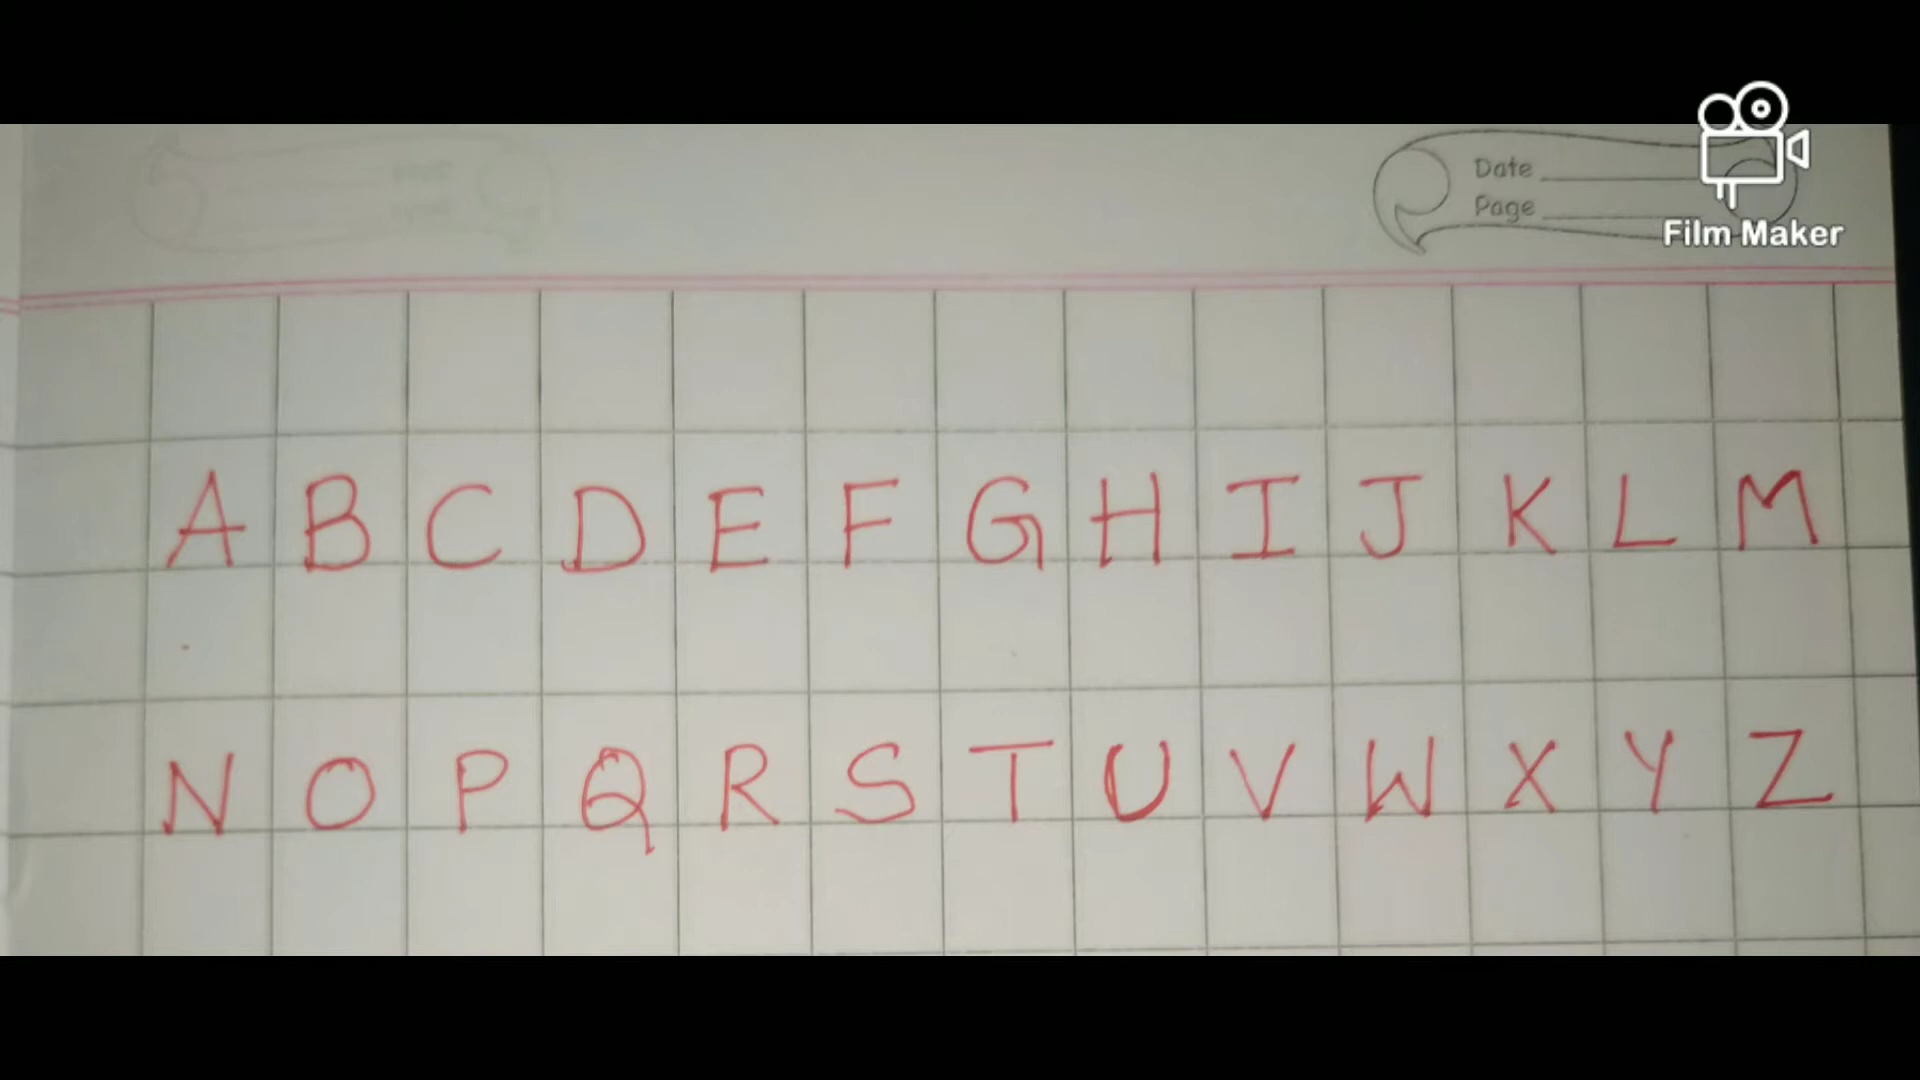 Date
Page
Film Maker
A B C D E F G H I J K L M
N O P Q R S T U V W X Y Z